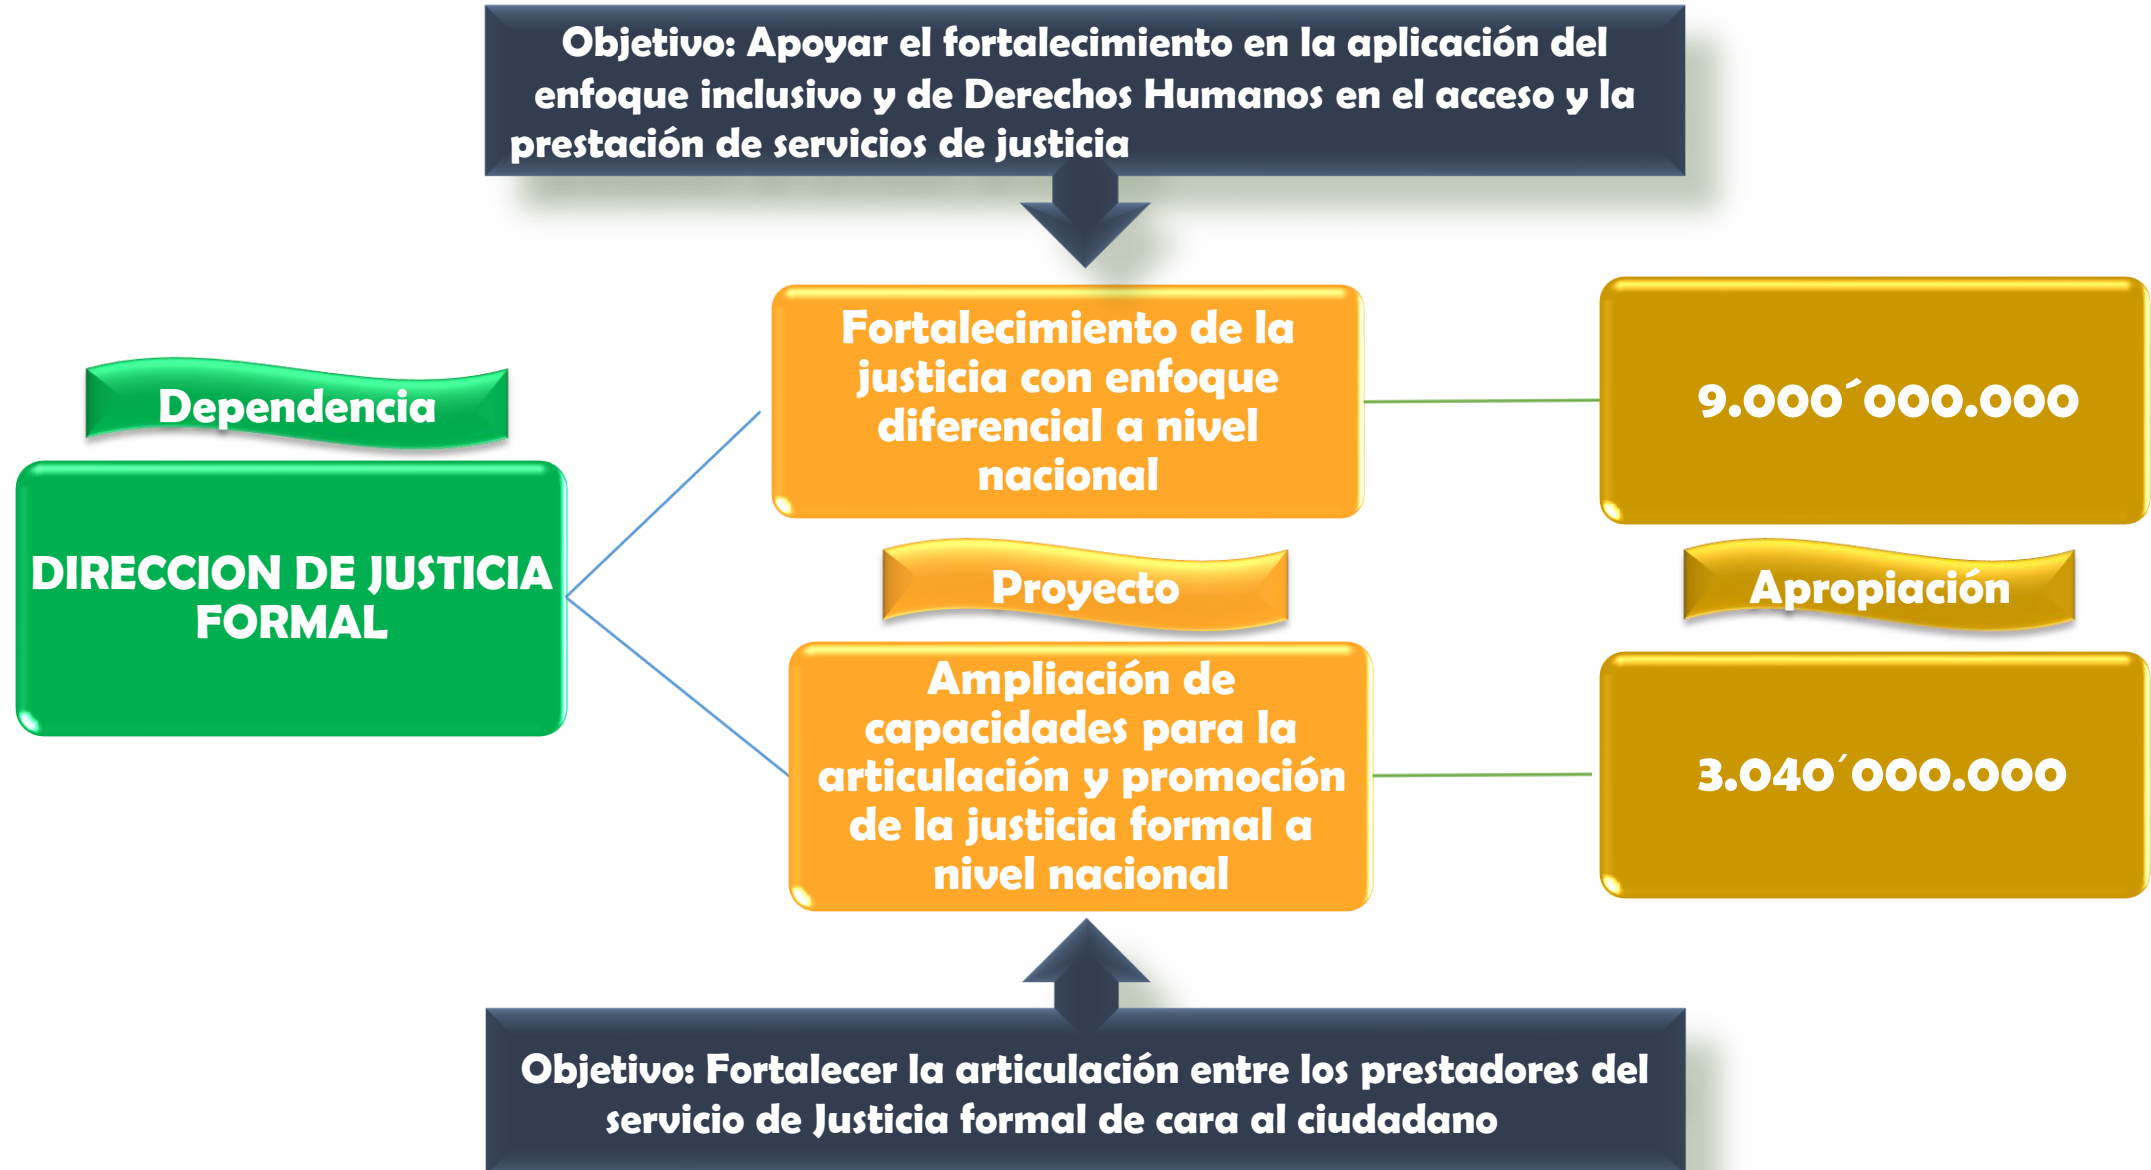 Objetivo: Apoyar el fortalecimiento en la aplicación del
enfoque inclusivo y de Derechos Humanos en el acceso y la
prestación de servicios de justicia
Dependencia
DIRECCION DE JUSTICIA
FORMAL
Fortalecimiento de la
justicia con enfoque
diferencial a nivel
nacional
9.000´000.000
Proyecto
Apropiación
Ampliación de
capacidades para la
articulación y promoción
de la justicia formal a
nivel nacional
3.040´000.000
Objetivo: Fortalecer la articulación entre los prestadores del
servicio de Justicia formal de cara al ciudadano